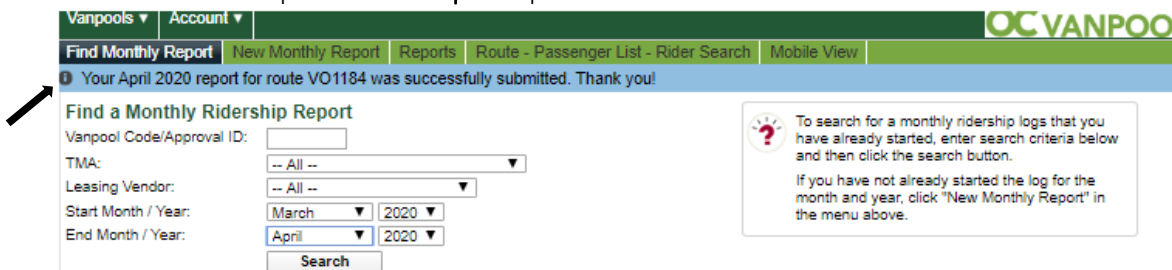 Vanpools ▼ Account ▼
OC VANPOO
Find Monthly Report New Monthly Report Reports Route - Passenger List - Rider Search Mobile View
Your April 2020 report for route VO1184 was successfully submitted. Thank you!
Find a Monthly Ridership Report
Vanpool Code/Approval ID:
TMA: -- All --
Leasing Vendor: -- All --
Start Month / Year: March 2020
End Month / Year: April 2020
Search
To search for a monthly ridership logs that you
have already started, enter search criteria below
and then click the search button.
If you have not already started the log for the
month and year, click "New Monthly Report" in
the menu above.